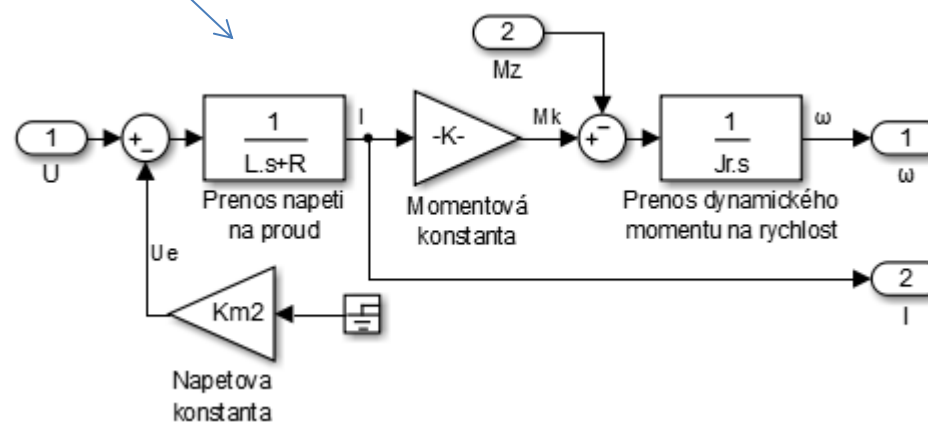 2
Mz
1
U
+
_
1
L.s+R
Prenos napeti
na proud
I
-K-
Momentová
konstanta
Mk
−
+
1
Jr.s
Prenos dynamického
momentu na rychlost
ω
1
ω
2
I
Ue
Km2
Napetova
konstanta